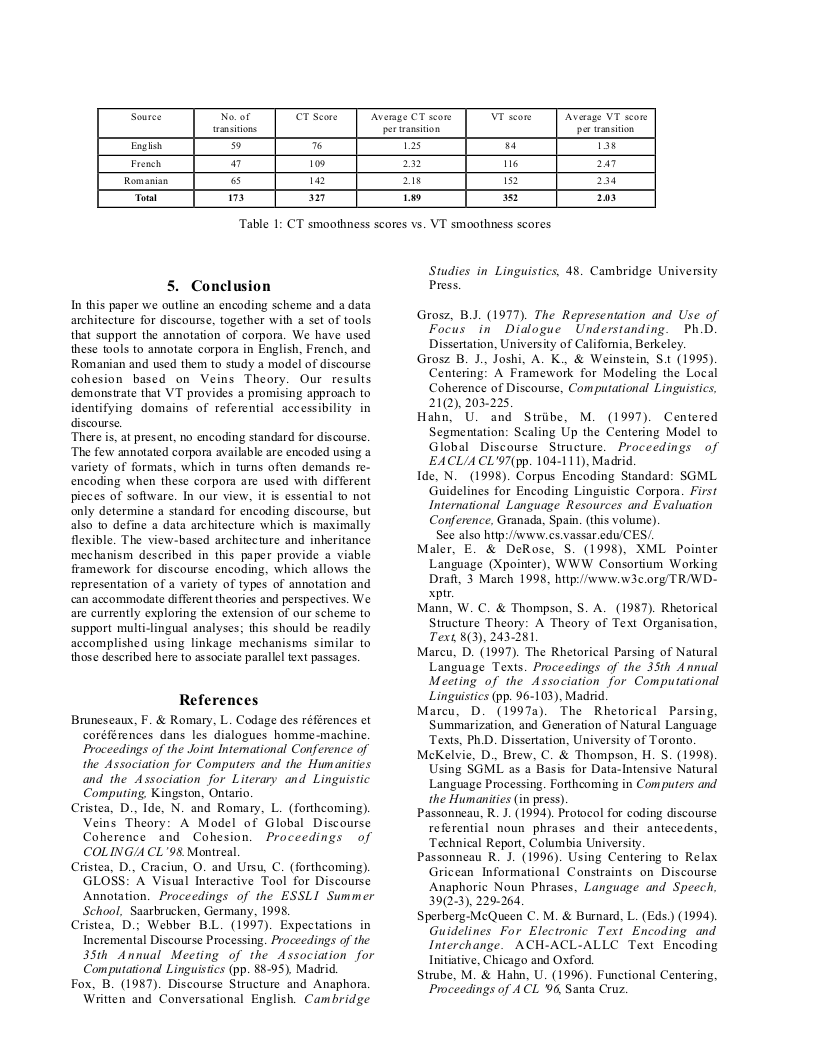 Source No. of transitions CT Score Average CT score per transition VT score Average VT score per transition
English 59 76 1.25 84 1.38
French 47 109 2.32 116 2.47
Romanian 65 142 2.18 152 2.34
Total 173 327 1.89 352 2.03
Table 1: CT smoothness scores vs. VT smoothness scores
5. Conclusion
In this paper we outline an encoding scheme and a data
architecture for discourse, together with a set of tools
that support the annotation of corpora. We have used
these tools to annotate corpora in English, French, and
Romanian and used them to study a model of discourse
cohesion based on Veins Theory. Our results
demonstrate that VT provides a promising approach to
identifying domains of referential accessibility in
discourse.
There is, at present, no encoding standard for discourse.
The few annotated corpora available are encoded using a
variety of formats, which in turns often demands re-
encoding when these corpora are used with different
pieces of software. In our view, it is essential to not
only determine a standard for encoding discourse, but
also to define a data architecture which is maximally
flexible. The view-based architecture and inheritance
mechanism described in this paper provide a viable
framework for discourse encoding, which allows the
representation of a variety of types of annotation and
can accommodate different theories and perspectives. We
are currently exploring the extension of our scheme to
support multi-lingual analyses; this should be readily
accomplished using linkage mechanisms similar to
those described here to associate parallel text passages.
References
Bruneseaux, F. & Romary, L. Codage des références et
coréférences dans les dialogues homme-machine.
Proceedings of the Joint International Conference of
the Association for Computers and the Humanities
and the Association for Literary and Linguistic
Computing, Kingston, Ontario.
Cristea, D., Ide, N. and Romary, L. (forthcoming).
Veins Theory: A Model of Global Discourse
Coherence and Cohesion. Proceedings of
COLING/ACL'98. Montreal.
Cristea, D., Craciun, O. and Ursu, C. (forthcoming).
GLOSS: A Visual Interactive Tool for Discourse
Annotation. Proceedings of the ESSLI Summer
School, Saarbrucken, Germany, 1998.
Cristea, D.; Webber B.L. (1997). Expectations in
Incremental Discourse Processing. Proceedings of the
35th Annual Meeting of the Association for
Computational Linguistics (pp. 88-95), Madrid.
Fox, B. (1987). Discourse Structure and Anaphora.
Written and Conversational English. Cambridge
Studies in Linguistics, 48. Cambridge University
Press.
Grosz, B.J. (1977). The Representation and Use of
Focus in Dialogue Understanding. Ph.D.
Dissertation, University of California, Berkeley.
Grosz B. J., Joshi, A. K., & Weinstein, S.t (1995).
Centering: A Framework for Modeling the Local
Coherence of Discourse, Computational Linguistics,
21(2), 203-225.
Hahn, U. and Strübe, M. (1997). Centered
Segmentation: Scaling Up the Centering Model to
Global Discourse Structure. Proceedings of
EACL/ACL'97(pp. 104-111), Madrid.
Ide, N. (1998). Corpus Encoding Standard: SGML
Guidelines for Encoding Linguistic Corpora. First
International Language Resources and Evaluation
Conference, Granada, Spain. (this volume).
See also http://www.cs.vassar.edu/CES/.
Maler, E. & DeRose, S. (1998), XML Pointer
Language (Xpointer), WWW Consortium Working
Draft, 3 March 1998, http://www.w3c.org/TR/WD-
xptr.
Mann, W. C. & Thompson, S. A. (1987). Rhetorical
Structure Theory: A Theory of Text Organisation,
Text, 8(3), 243-281.
Marcu, D. (1997). The Rhetorical Parsing of Natural
Language Texts. Proceedings of the 35th Annual
Meeting of the Association for Computational
Linguistics (pp. 96-103), Madrid.
Marcu, D. (1997a). The Rhetorical Parsing,
Summarization, and Generation of Natural Language
Texts, Ph.D. Dissertation, University of Toronto.
McKelvie, D., Brew, C. & Thompson, H. S. (1998).
Using SGML as a Basis for Data-Intensive Natural
Language Processing. Forthcoming in Computers and
the Humanities (in press).
Passonneau, R. J. (1994). Protocol for coding discourse
referential noun phrases and their antecedents,
Technical Report, Columbia University.
Passonneau R. J. (1996). Using Centering to Relax
Gricean Informational Constraints on Discourse
Anaphoric Noun Phrases, Language and Speech,
39(2-3), 229-264.
Sperberg-McQueen C. M. & Burnard, L. (Eds.) (1994).
Guidelines For Electronic Text Encoding and
Interchange. ACH-ACL-ALLC Text Encoding
Initiative, Chicago and Oxford.
Strube, M. & Hahn, U. (1996). Functional Centering,
Proceedings of ACL '96, Santa Cruz.